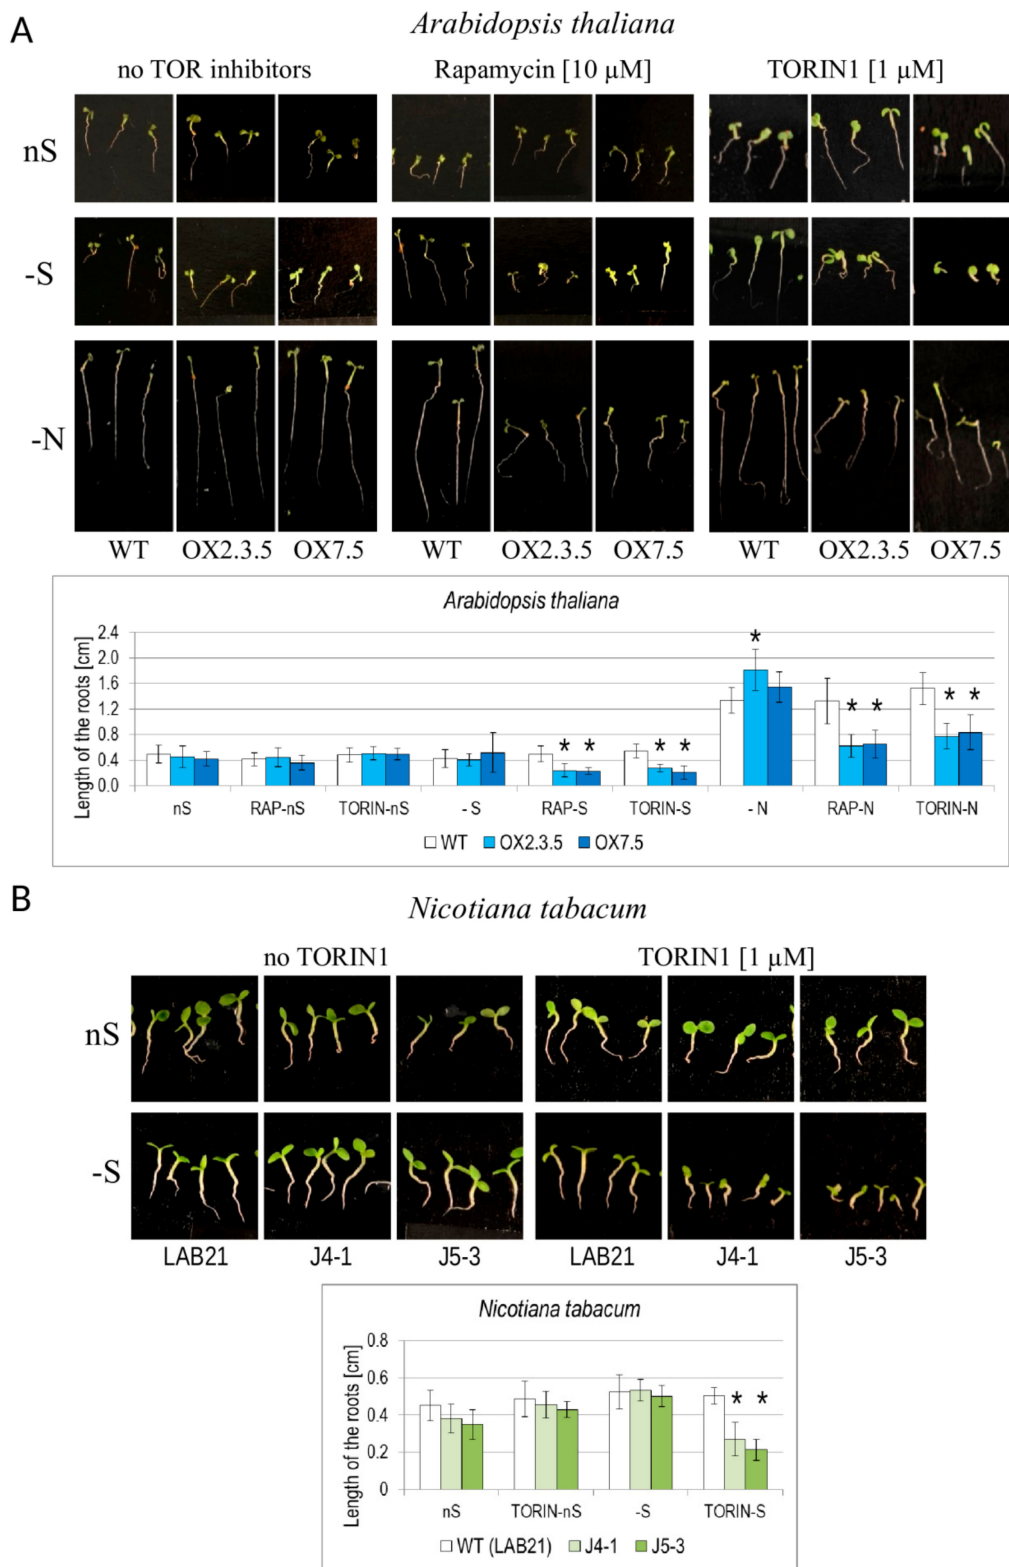 A
Arabidopsis thaliana
no TOR inhibitors Rapamycin [10 µM] TORIN1 [1 µM]
nS
-S
-N
WT OX2.3.5 OX7.5 WT OX2.3.5 OX7.5 WT OX2.3.5 OX7.5
Arabidopsis thaliana
Length of the roots [cm]
2.4
2.0
1.6
1.2
0.8
0.4
0.0
* * * * * * * * *
nS RAP-nS TORIN-nS - S RAP-S TORIN-S - N RAP-N TORIN-N
WT OX2.3.5 OX7.5
B
Nicotiana tabacum
no TORIN1 TORIN1 [1 µM]
nS
-S
LAB21 J4-1 J5-3 LAB21 J4-1 J5-3
Nicotiana tabacum
Length of the roots [cm]
0.8
0.6
0.4
0.2
0
* *
nS TORIN-nS -S TORIN-S
WT (LAB21) J4-1 J5-3